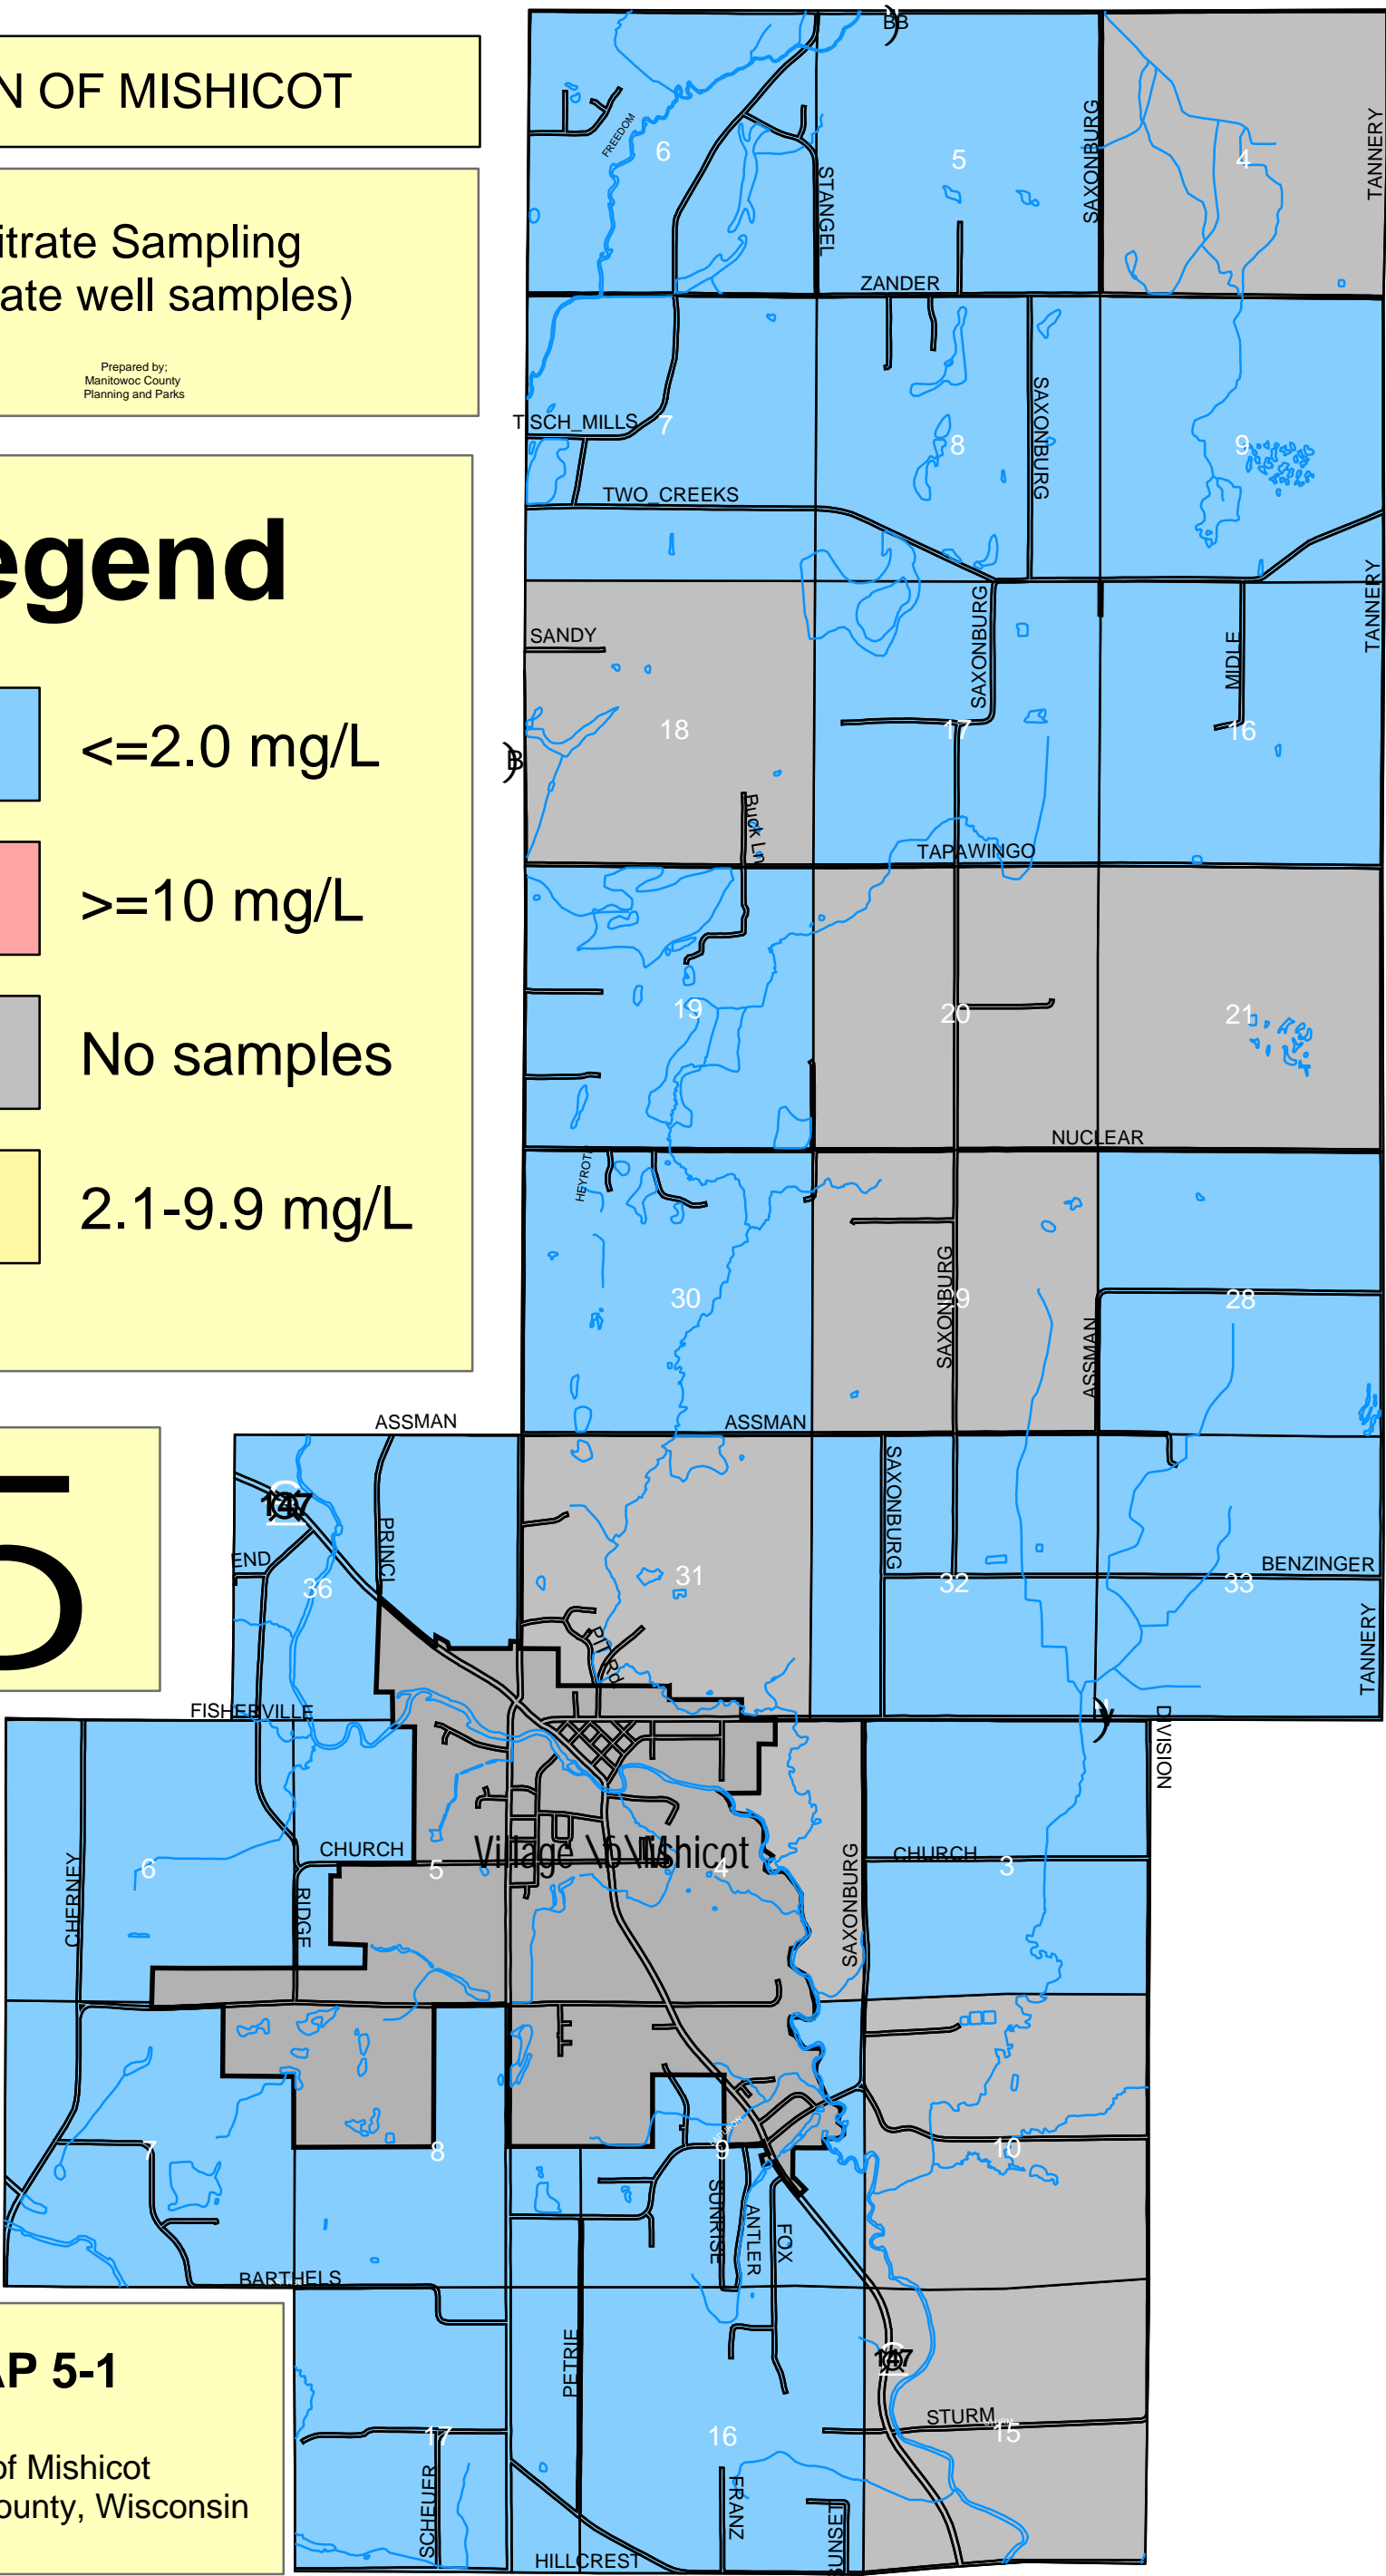 N OF MISHICOT
itrate Sampling
ate well samples)
Prepared by;
Manitowoc County
Planning and Parks
egend
<=2.0 mg/L
>=10 mg/L
No samples
2.1-9.9 mg/L
5
AP 5-1
of Mishicot
ounty, Wisconsin
BB
FREEDOM
6
5
4
STANGEL
SAXONBURG
TANNERY
ZANDER
TISCH_MILLS
7
8
9
SAXONBURG
TWO_CREEKS
SANDY
SAXONBURG
MIDLE
TANNERY
18
17
16
B
Buck Ln
TAPAWINGO
19
20
21
NUCLEAR
HEYROTH
30
SAXONBURG
29
28
ASSMAN
ASSMAN
ASSMAN
147
PRINCL
END
36
31
SAXONBURG
32
33
BENZINGER
PIT Rd
TANNERY
FISHERVILLE
V
DIVISION
CHERNEY
6
CHURCH
RIDGE
5
Village
Mishicot
4
SAXONBURG
CHURCH
3
7
8
9
10
SUNRISE
ANTLER
FOX
BARTHELS
PETRIE
147
17
16
STURM
15
SCHEUER
FRANZ
SUNSET
HILLCREST